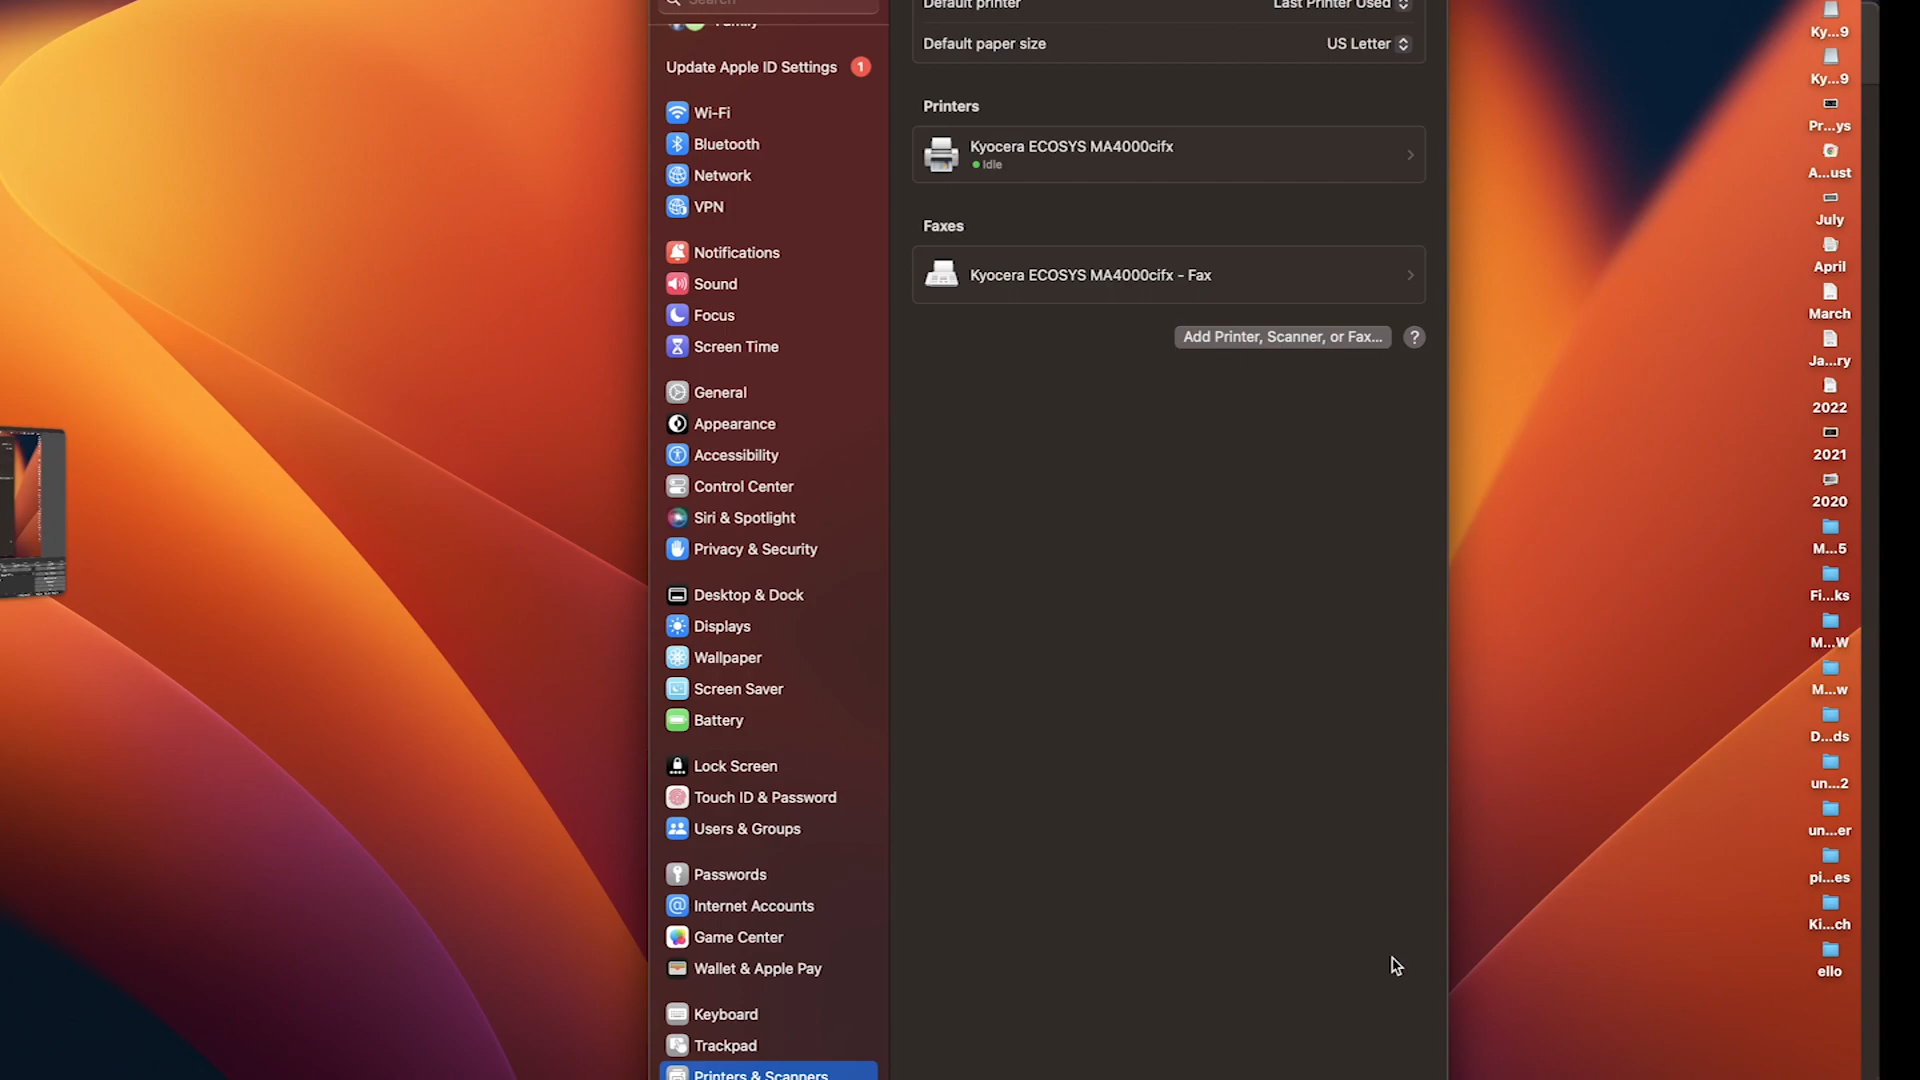 Search
Family
Update Apple ID Settings 1
Wi-Fi
Bluetooth
Network
VPN
Notifications
Sound
Focus
Screen Time
General
Appearance
Accessibility
Control Center
Siri & Spotlight
Privacy & Security
Desktop & Dock
Displays
Wallpaper
Screen Saver
Battery
Lock Screen
Touch ID & Password
Users & Groups
Passwords
Internet Accounts
Game Center
Wallet & Apple Pay
Keyboard
Trackpad
Printers & Scanners
Default printer Last Printer Used
Default paper size US Letter
Printers
Kyocera ECOSYS MA4000cifx
Idle
Faxes
Kyocera ECOSYS MA4000cifx - Fax
Add Printer, Scanner, or Fax... ?
Ky...9
Ky...9
Pr...ys
A...ust
July
April
March
Ja...ry
2022
2021
2020
M...5
Fi...ks
M...W
M...w
D...ds
un...2
un...er
pi...es
Ki...ch
ello